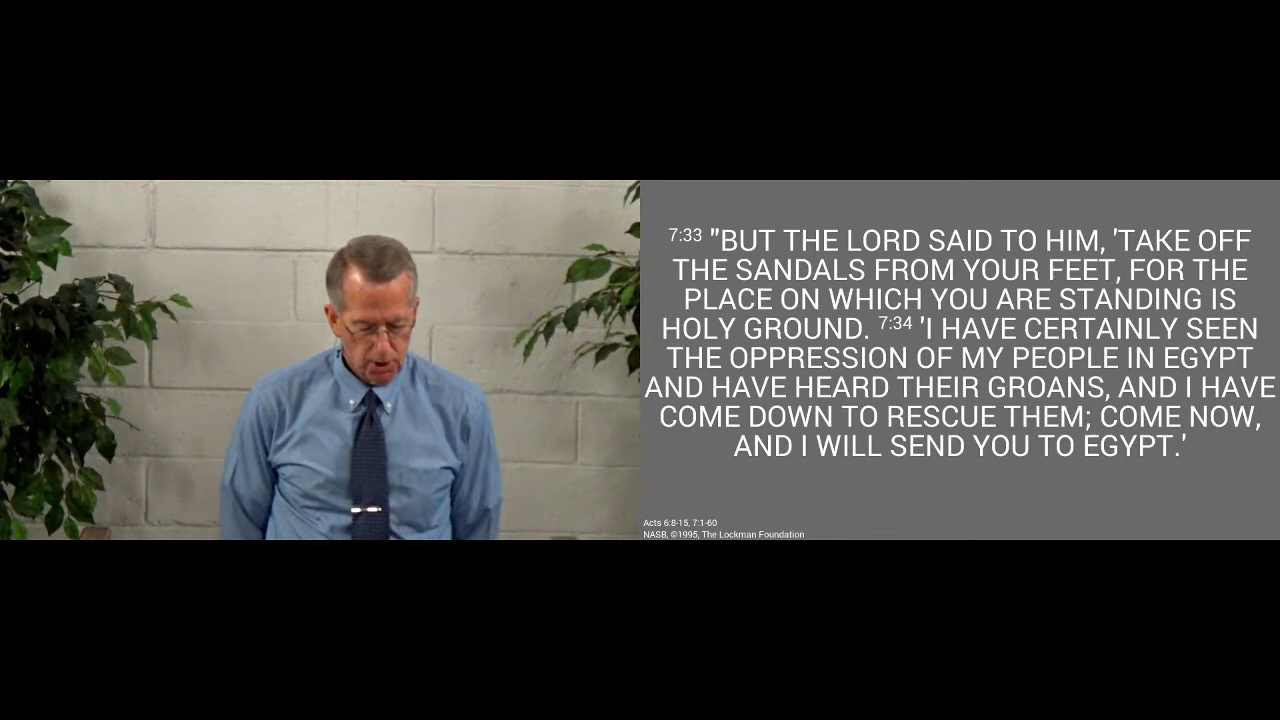 7:33 "BUT THE LORD SAID TO HIM, 'TAKE OFF
THE SANDALS FROM YOUR FEET, FOR THE
PLACE ON WHICH YOU ARE STANDING IS
HOLY GROUND. 7:34 'I HAVE CERTAINLY SEEN
THE OPPRESSION OF MY PEOPLE IN EGYPT
AND HAVE HEARD THEIR GROANS, AND I HAVE
COME DOWN TO RESCUE THEM; COME NOW,
AND I WILL SEND YOU TO EGYPT.'
Acts 6:8-15, 7:1-60
NASB, ©1995, The Lockman Foundation